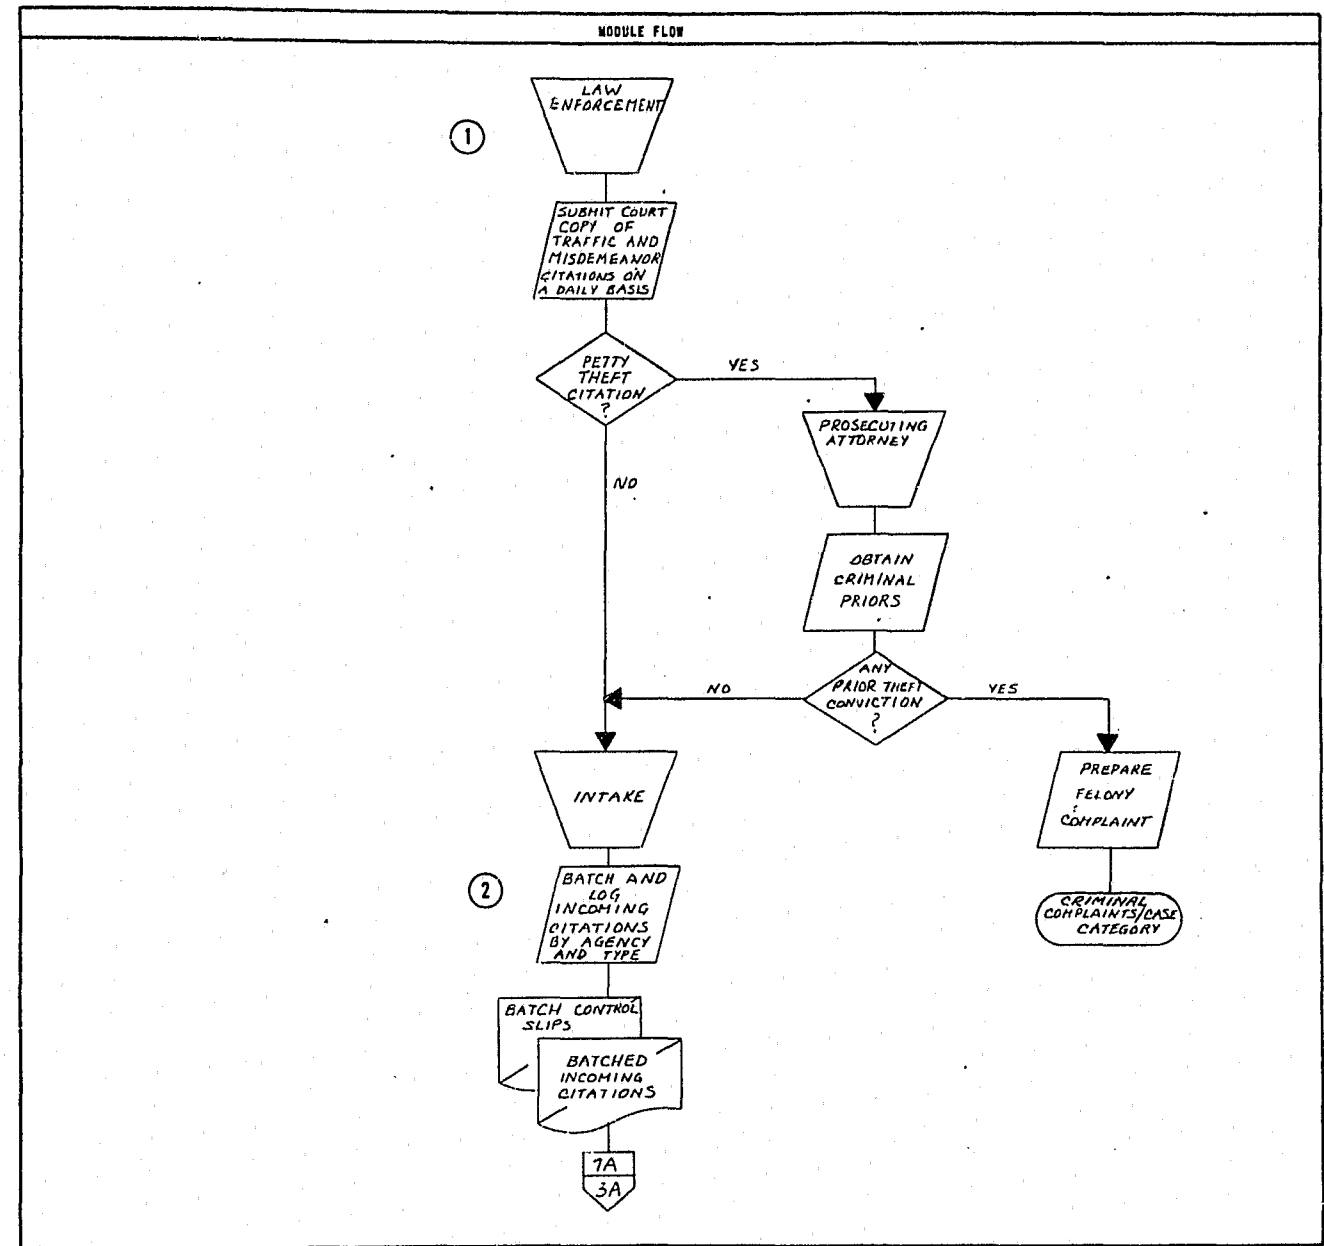 MODULE FLOW
LAW
ENFORCEMENT
1
SUBMIT COURT
COPY OF
TRAFFIC AND
MISDEMEANOR
CITATIONS ON
A DAILY BASIS
PETTY
THEFT
CITATION
?
YES
PROSECUTING
ATTORNEY
NO
OBTAIN
CRIMINAL
PRIORS
ANY
PRIOR THEFT
CONVICTION
?
NO
YES
INTAKE
PREPARE
FELONY
COMPLAINT
2
BATCH AND
LOG
INCOMING
CITATIONS
BY AGENCY
AND TYPE
CRIMINAL
COMPLAINTS/CASE
CATEGORY
BATCH CONTROL
SLIPS
BATCHED
INCOMING
CITATIONS
7A
3A